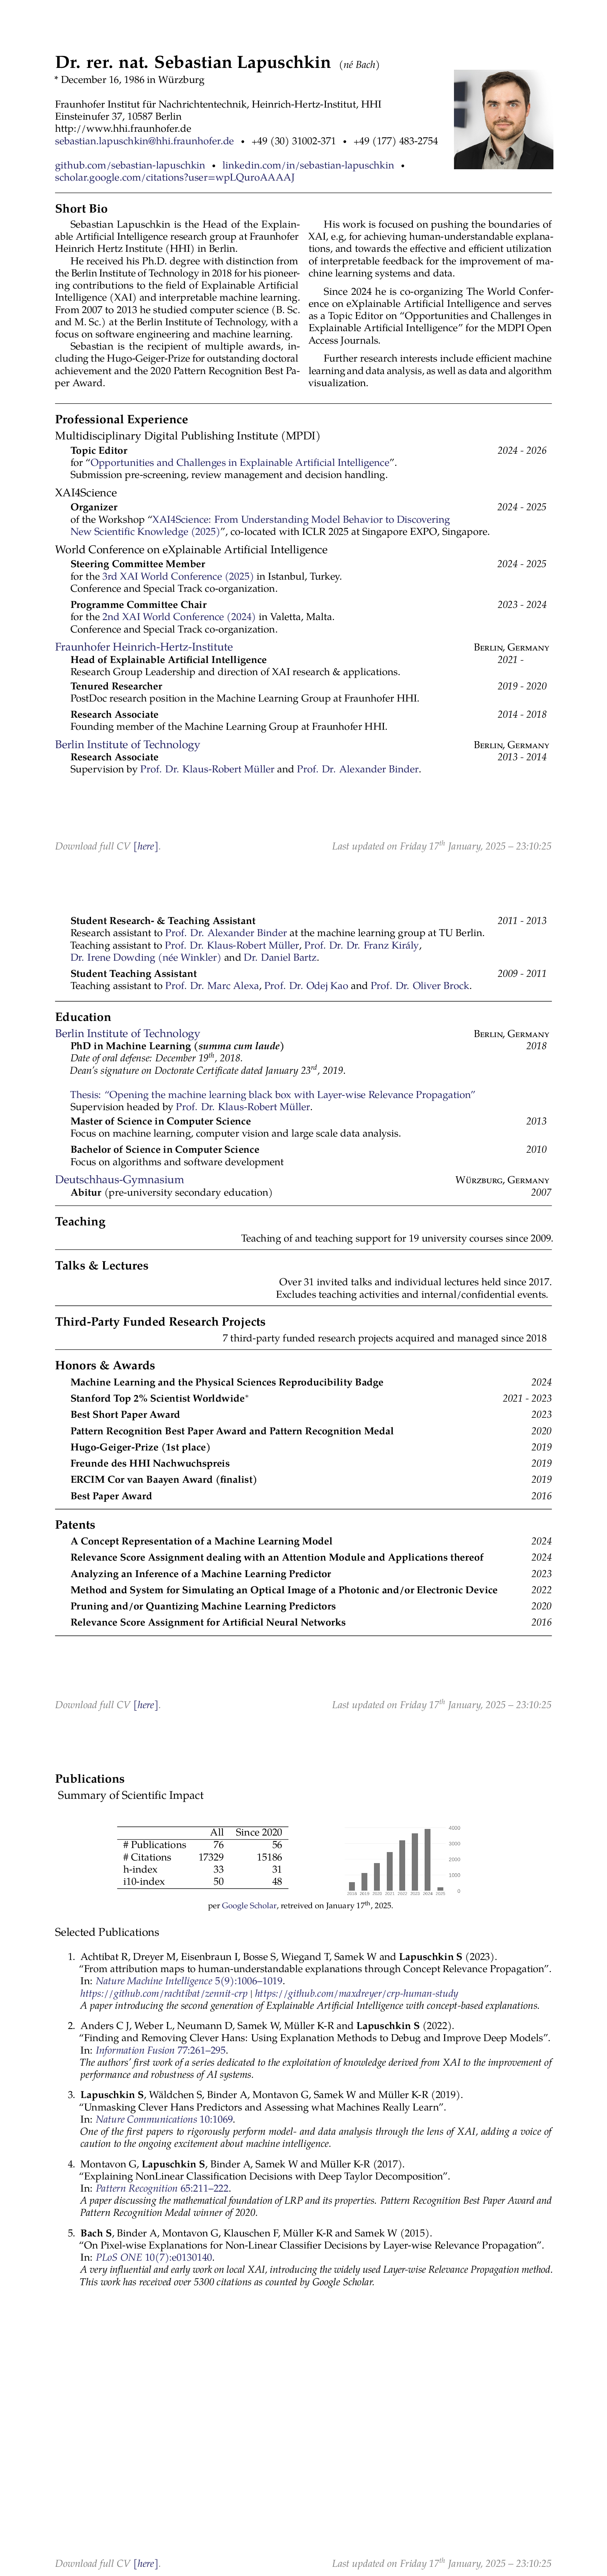 Dr. rer. nat. Sebastian Lapuschkin (né Bach)
* December 16, 1986 in Würzburg
Fraunhofer Institut für Nachrichtentechnik, Heinrich-Hertz-Institut, HHI
Einsteinufer 37, 10587 Berlin
http://www.hhi.fraunhofer.de
sebastian.lapuschkin@hhi.fraunhofer.de • +49 (30) 31002-371 • +49 (177) 483-2754
github.com/sebastian-lapuschkin • linkedin.com/in/sebastian-lapuschkin •
scholar.google.com/citations?user=wpLQuroAAAAJ
Short Bio
Sebastian Lapuschkin is the Head of the Explain-
able Artificial Intelligence research group at Fraunhofer
Heinrich Hertz Institute (HHI) in Berlin.
He received his Ph.D. degree with distinction from
the Berlin Institute of Technology in 2018 for his pioneer-
ing contributions to the field of Explainable Artificial
Intelligence (XAI) and interpretable machine learning.
From 2007 to 2013 he studied computer science (B. Sc.
and M. Sc.) at the Berlin Institute of Technology, with a
focus on software engineering and machine learning.
Sebastian is the recipient of multiple awards, in-
cluding the Hugo-Geiger-Prize for outstanding doctoral
achievement and the 2020 Pattern Recognition Best Pa-
per Award.
His work is focused on pushing the boundaries of
XAI, e.g, for achieving human-understandable explana-
tions, and towards the effective and efficient utilization
of interpretable feedback for the improvement of ma-
chine learning systems and data.
Since 2024 he is co-organizing The World Confer-
ence on eXplainable Artificial Intelligence and serves
as a Topic Editor on “Opportunities and Challenges in
Explainable Artificial Intelligence” for the MDPI Open
Access Journals.
Further research interests include efficient machine
learning and data analysis, as well as data and algorithm
visualization.
Professional Experience
Multidisciplinary Digital Publishing Institute (MPDI)
Topic Editor 2024 - 2026
for “Opportunities and Challenges in Explainable Artificial Intelligence”.
Submission pre-screening, review management and decision handling.
XAI4Science
Organizer 2024 - 2025
of the Workshop “XAI4Science: From Understanding Model Behavior to Discovering
New Scientific Knowledge (2025)”, co-located with ICLR 2025 at Singapore EXPO, Singapore.
World Conference on eXplainable Artificial Intelligence
Steering Committee Member 2024 - 2025
for the 3rd XAI World Conference (2025) in Istanbul, Turkey.
Conference and Special Track co-organization.
Programme Committee Chair 2023 - 2024
for the 2nd XAI World Conference (2024) in Valetta, Malta.
Conference and Special Track co-organization.
Fraunhofer Heinrich-Hertz-Institute Berlin, Germany
Head of Explainable Artificial Intelligence 2021 -
Research Group Leadership and direction of XAI research & applications.
Tenured Researcher 2019 - 2020
PostDoc research position in the Machine Learning Group at Fraunhofer HHI.
Research Associate 2014 - 2018
Founding member of the Machine Learning Group at Fraunhofer HHI.
Berlin Institute of Technology Berlin, Germany
Research Associate 2013 - 2014
Supervision by Prof. Dr. Klaus-Robert Müller and Prof. Dr. Alexander Binder.
Download full CV [here]. Last updated on Friday 17th January, 2025 – 23:10:25
Student Research- & Teaching Assistant 2011 - 2013
Research assistant to Prof. Dr. Alexander Binder at the machine learning group at TU Berlin.
Teaching assistant to Prof. Dr. Klaus-Robert Müller, Prof. Dr. Dr. Franz Király,
Dr. Irene Dowding (née Winkler) and Dr. Daniel Bartz.
Student Teaching Assistant 2009 - 2011
Teaching assistant to Prof. Dr. Marc Alexa, Prof. Dr. Odej Kao and Prof. Dr. Oliver Brock.
Education
Berlin Institute of Technology Berlin, Germany
PhD in Machine Learning (summa cum laude) 2018
Date of oral defense: December 19th, 2018.
Dean's signature on Doctorate Certificate dated January 23rd, 2019.
Thesis: “Opening the machine learning black box with Layer-wise Relevance Propagation”
Supervision headed by Prof. Dr. Klaus-Robert Müller.
Master of Science in Computer Science 2013
Focus on machine learning, computer vision and large scale data analysis.
Bachelor of Science in Computer Science 2010
Focus on algorithms and software development
Deutschhaus-Gymnasium Würzburg, Germany
Abitur (pre-university secondary education) 2007
Teaching
Teaching of and teaching support for 19 university courses since 2009.
Talks & Lectures
Over 31 invited talks and individual lectures held since 2017.
Excludes teaching activities and internal/confidential events.
Third-Party Funded Research Projects
7 third-party funded research projects acquired and managed since 2018
Honors & Awards
Machine Learning and the Physical Sciences Reproducibility Badge 2024
Stanford Top 2% Scientist Worldwide* 2021 - 2023
Best Short Paper Award 2023
Pattern Recognition Best Paper Award and Pattern Recognition Medal 2020
Hugo-Geiger-Prize (1st place) 2019
Freunde des HHI Nachwuchspreis 2019
ERCIM Cor van Baayen Award (finalist) 2019
Best Paper Award 2016
Patents
A Concept Representation of a Machine Learning Model 2024
Relevance Score Assignment dealing with an Attention Module and Applications thereof 2024
Analyzing an Inference of a Machine Learning Predictor 2023
Method and System for Simulating an Optical Image of a Photonic and/or Electronic Device 2022
Pruning and/or Quantizing Machine Learning Predictors 2020
Relevance Score Assignment for Artificial Neural Networks 2016
Download full CV [here]. Last updated on Friday 17th January, 2025 – 23:10:25
Publications
Summary of Scientific Impact
All Since 2020
# Publications 76 56
# Citations 17329 15186
h-index 33 31
i10-index 50 48
4000
3000
2000
1000
0
2018 2019 2020 2021 2022 2023 2024 2025
per Google Scholar, retreived on January 17th, 2025.
Selected Publications
1. Achtibat R, Dreyer M, Eisenbraun I, Bosse S, Wiegand T, Samek W and Lapuschkin S (2023).
“From attribution maps to human-understandable explanations through Concept Relevance Propagation”.
In: Nature Machine Intelligence 5(9):1006–1019.
https://github.com/rachtibat/zennit-crp | https://github.com/maxdreyer/crp-human-study
A paper introducing the second generation of Explainable Artificial Intelligence with concept-based explanations.
2. Anders C J, Weber L, Neumann D, Samek W, Müller K-R and Lapuschkin S (2022).
“Finding and Removing Clever Hans: Using Explanation Methods to Debug and Improve Deep Models”.
In: Information Fusion 77:261–295.
The authors' first work of a series dedicated to the exploitation of knowledge derived from XAI to the improvement of
performance and robustness of AI systems.
3. Lapuschkin S, Wäldchen S, Binder A, Montavon G, Samek W and Müller K-R (2019).
“Unmasking Clever Hans Predictors and Assessing what Machines Really Learn”.
In: Nature Communications 10:1069.
One of the first papers to rigorously perform model- and data analysis through the lens of XAI, adding a voice of
caution to the ongoing excitement about machine intelligence.
4. Montavon G, Lapuschkin S, Binder A, Samek W and Müller K-R (2017).
“Explaining NonLinear Classification Decisions with Deep Taylor Decomposition”.
In: Pattern Recognition 65:211–222.
A paper discussing the mathematical foundation of LRP and its properties. Pattern Recognition Best Paper Award and
Pattern Recognition Medal winner of 2020.
5. Bach S, Binder A, Montavon G, Klauschen F, Müller K-R and Samek W (2015).
“On Pixel-wise Explanations for Non-Linear Classifier Decisions by Layer-wise Relevance Propagation”.
In: PLoS ONE 10(7):e0130140.
A very influential and early work on local XAI, introducing the widely used Layer-wise Relevance Propagation method.
This work has received over 5300 citations as counted by Google Scholar.
Download full CV [here]. Last updated on Friday 17th January, 2025 – 23:10:25